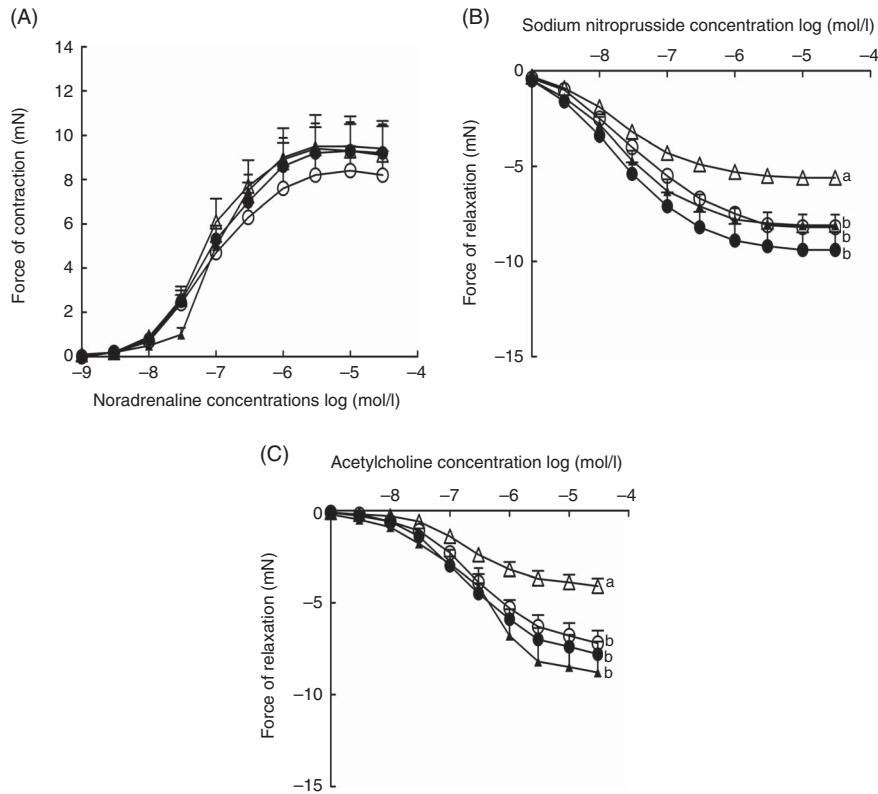 (A)
14
12
10
8
6
4
2
0
Force of contraction (mN)
–9 –8 –7 –6 –5 –4
Noradrenaline concentrations log (mol/l)
(B)
Sodium nitroprusside concentration log (mol/l)
–8 –7 –6 –5 –4
0
–5
–10
–15
Force of relaxation (mN)
a
b
b
b
(C)
Acetylcholine concentration log (mol/l)
–8 –7 –6 –5 –4
0
–5
–10
–15
Force of relaxation (mN)
a
b
b
b